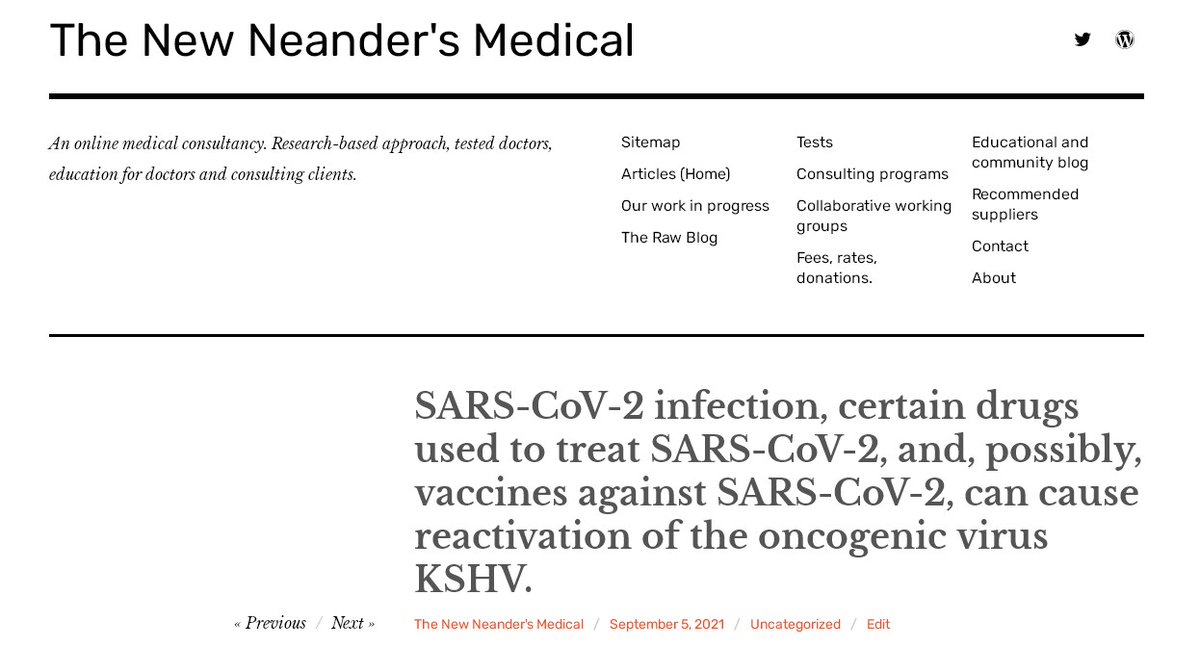 The New Neander's Medical
An online medical consultancy. Research-based approach, tested doctors,
education for doctors and consulting clients.
Sitemap
Articles (Home)
Our work in progress
The Raw Blog
Tests
Consulting programs
Collaborative working
groups
Fees, rates,
donations.
Educational and
community blog
Recommended
suppliers
Contact
About
SARS-CoV-2 infection, certain drugs
used to treat SARS-CoV-2, and, possibly,
vaccines against SARS-CoV-2, can cause
reactivation of the oncogenic virus
KSHV.
« Previous / Next »
The New Neander's Medical / September 5, 2021 / Uncategorized / Edit